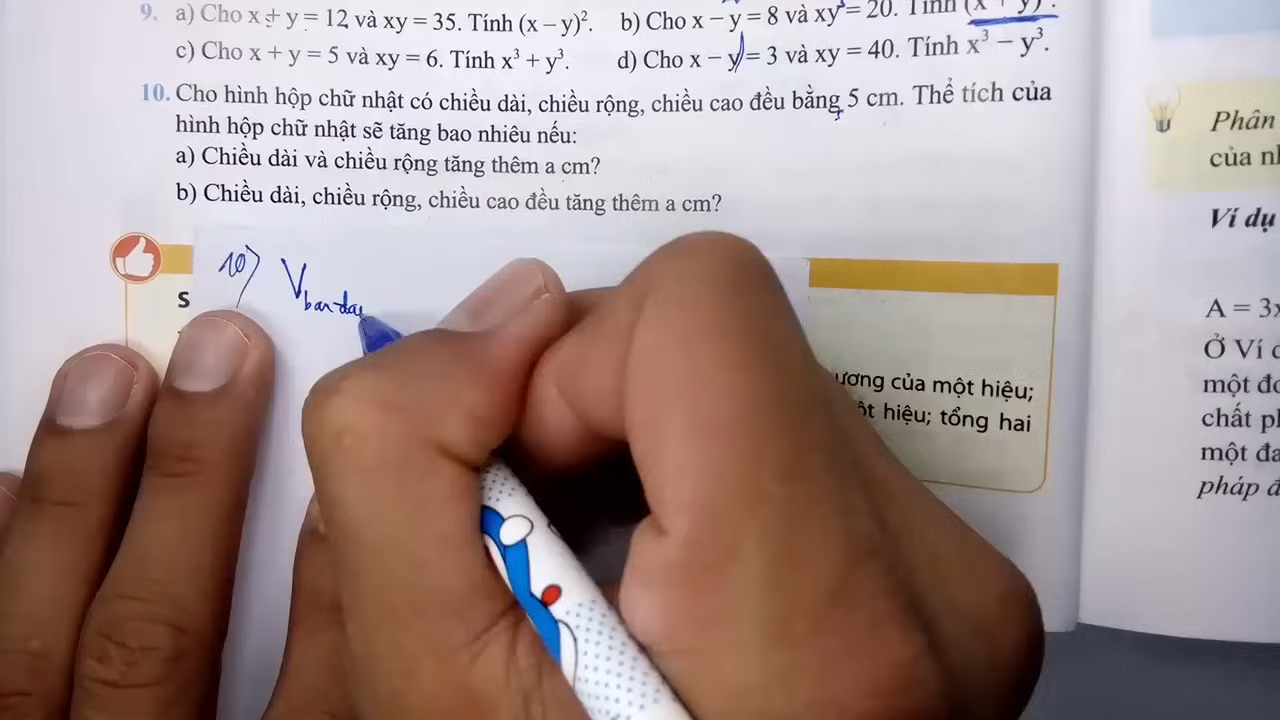 9. a) Cho x + y = 12 và xy = 35. Tính (x – y)². b) Cho x – y = 8 và xy = 20. Tính (x + y)².
c) Cho x + y = 5 và xy = 6. Tính x³ + y³. d) Cho x – y = 3 và xy = 40. Tính x³ – y³.
10. Cho hình hộp chữ nhật có chiều dài, chiều rộng, chiều cao đều bằng 5 cm. Thể tích của
hình hộp chữ nhật sẽ tăng bao nhiêu nếu:
a) Chiều dài và chiều rộng tăng thêm a cm?
b) Chiều dài, chiều rộng, chiều cao đều tăng thêm a cm?
10) V ban đa
S
ương của một hiệu;
ột hiệu; tổng hai
Phân
của nh
Ví dụ
A = 3x
Ở Ví d
một đ
chất p
một đa
pháp đ